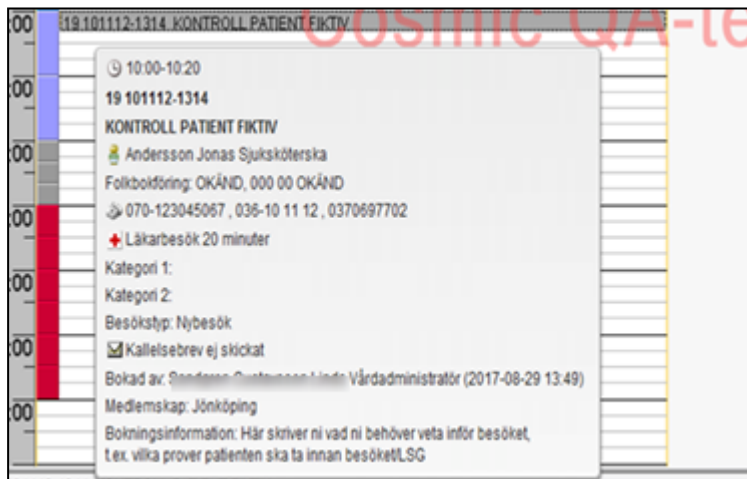 :00 19 101112-1314, KONTROLL PATIENT FIKTIV
Cosmic QA-te
10:00-10:20
:00
19 101112-1314
KONTROLL PATIENT FIKTIV
:00
Andersson Jonas Sjuksköterska
Folkbokföring: OKÄND, 000 00 OKÄND
:00
070-123045067 , 036-10 11 12 , 0370697702
Läkarbesök 20 minuter
:00
Kategori 1:
Kategori 2:
Besökstyp: Nybesök
:00
Kallelsebrev ej skickat
Bokad av: Vårdadministratör (2017-08-29 13:49)
:00
Medlemskap: Jönköping
Bokningsinformation: Här skriver ni vad ni behöver veta inför besöket,
t.ex. vilka prover patienten ska ta innan besöket/LSG